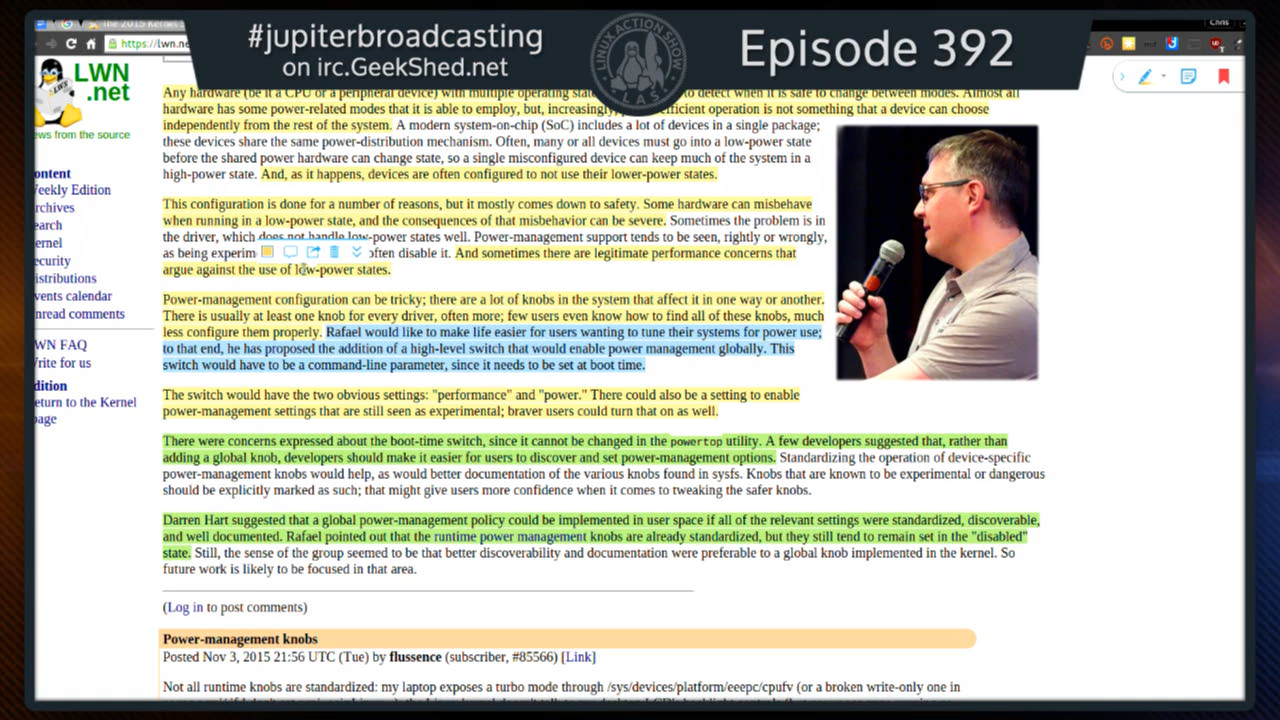 #jupiterbroadcasting
on irc.GeekShed.net
LINUX ACTION SHOW
L.A.S.
Episode 392
Chris
https://lwn.ne
LWN
.net
ews from the source
ontent
Weekly Edition
rchives
earch
ernel
ecurity
istributions
vents calendar
nread comments
WN FAQ
Write for us
dition
eturn to the Kernel
page
Any hardware (be it a CPU or a peripheral device) with multiple operating to detect when it is safe to change between modes. Almost all
hardware has some power-related modes that it is able to employ, but, increasingly, operation is not something that a device can choose
independently from the rest of the system. A modern system-on-chip (SoC) includes a lot of devices in a single package;
these devices share the same power-distribution mechanism. Often, many or all devices must go into a low-power state
before the shared power hardware can change state, so a single misconfigured device can keep much of the system in a
high-power state. And, as it happens, devices are often configured to not use their lower-power states.
This configuration is done for a number of reasons, but it mostly comes down to safety. Some hardware can misbehave
when running in a low-power state, and the consequences of that misbehavior can be severe. Sometimes the problem is in
the driver, which does not handle low-power states well. Power-management support tends to be seen, rightly or wrongly,
as being experim often disable it. And sometimes there are legitimate performance concerns that
argue against the use of low-power states.
Power-management configuration can be tricky; there are a lot of knobs in the system that affect it in one way or another.
There is usually at least one knob for every driver, often more; few users even know how to find all of these knobs, much
less configure them properly. Rafael would like to make life easier for users wanting to tune their systems for power use;
to that end, he has proposed the addition of a high-level switch that would enable power management globally. This
switch would have to be a command-line parameter, since it needs to be set at boot time.
The switch would have the two obvious settings: "performance" and "power." There could also be a setting to enable
power-management settings that are still seen as experimental; braver users could turn that on as well.
There were concerns expressed about the boot-time switch, since it cannot be changed in the powertop utility. A few developers suggested that, rather than
adding a global knob, developers should make it easier for users to discover and set power-management options. Standardizing the operation of device-specific
power-management knobs would help, as would better documentation of the various knobs found in sysfs. Knobs that are known to be experimental or dangerous
should be explicitly marked as such; that might give users more confidence when it comes to tweaking the safer knobs.
Darren Hart suggested that a global power-management policy could be implemented in user space if all of the relevant settings were standardized, discoverable,
and well documented. Rafael pointed out that the runtime power management knobs are already standardized, but they still tend to remain set in the "disabled"
state. Still, the sense of the group seemed to be that better discoverability and documentation were preferable to a global knob implemented in the kernel. So
future work is likely to be focused in that area.
(Log in to post comments)
Power-management knobs
Posted Nov 3, 2015 21:56 UTC (Tue) by flussence (subscriber, #85566) [Link]
Not all runtime knobs are standardized: my laptop exposes a turbo mode through /sys/devices/platform/eeepc/cpufv (or a broken write-only one in